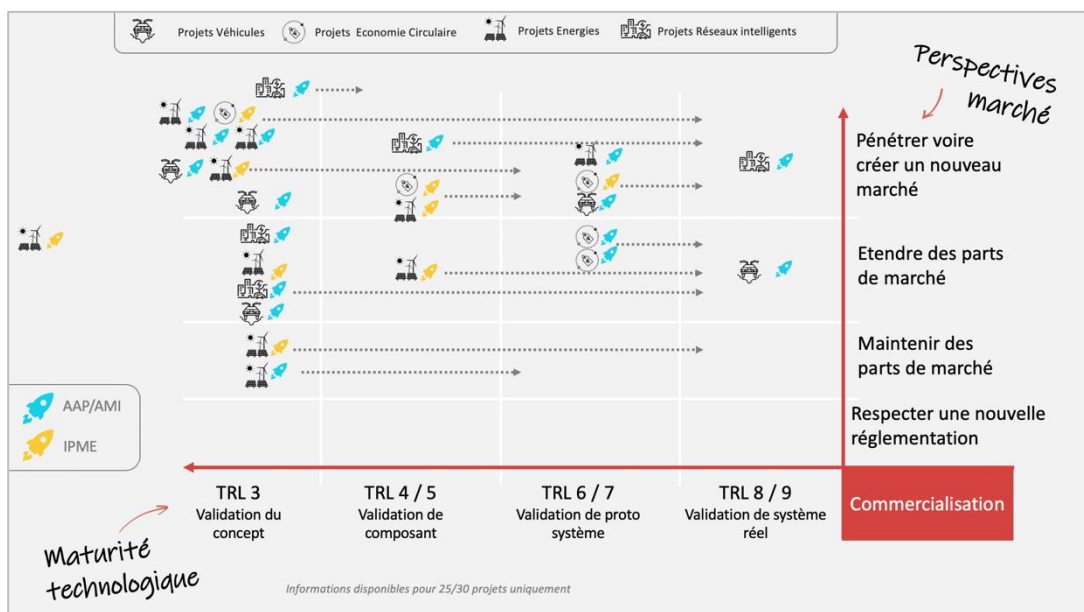 Projets Véhicules
Projets Economie Circulaire
Projets Energies
Projets Réseaux intelligents
Perspectives
marché
Pénétrer voire
créer un nouveau
marché
Etendre des parts
de marché
Maintenir des
parts de marché
Respecter une nouvelle
réglementation
AAP/AMI
IPME
TRL 3
Validation du
concept
TRL 4 / 5
Validation de
composant
TRL 6 / 7
Validation de proto
système
TRL 8 / 9
Validation de système
réel
Commercialisation
Maturité
technologique
Informations disponibles pour 25/30 projets uniquement